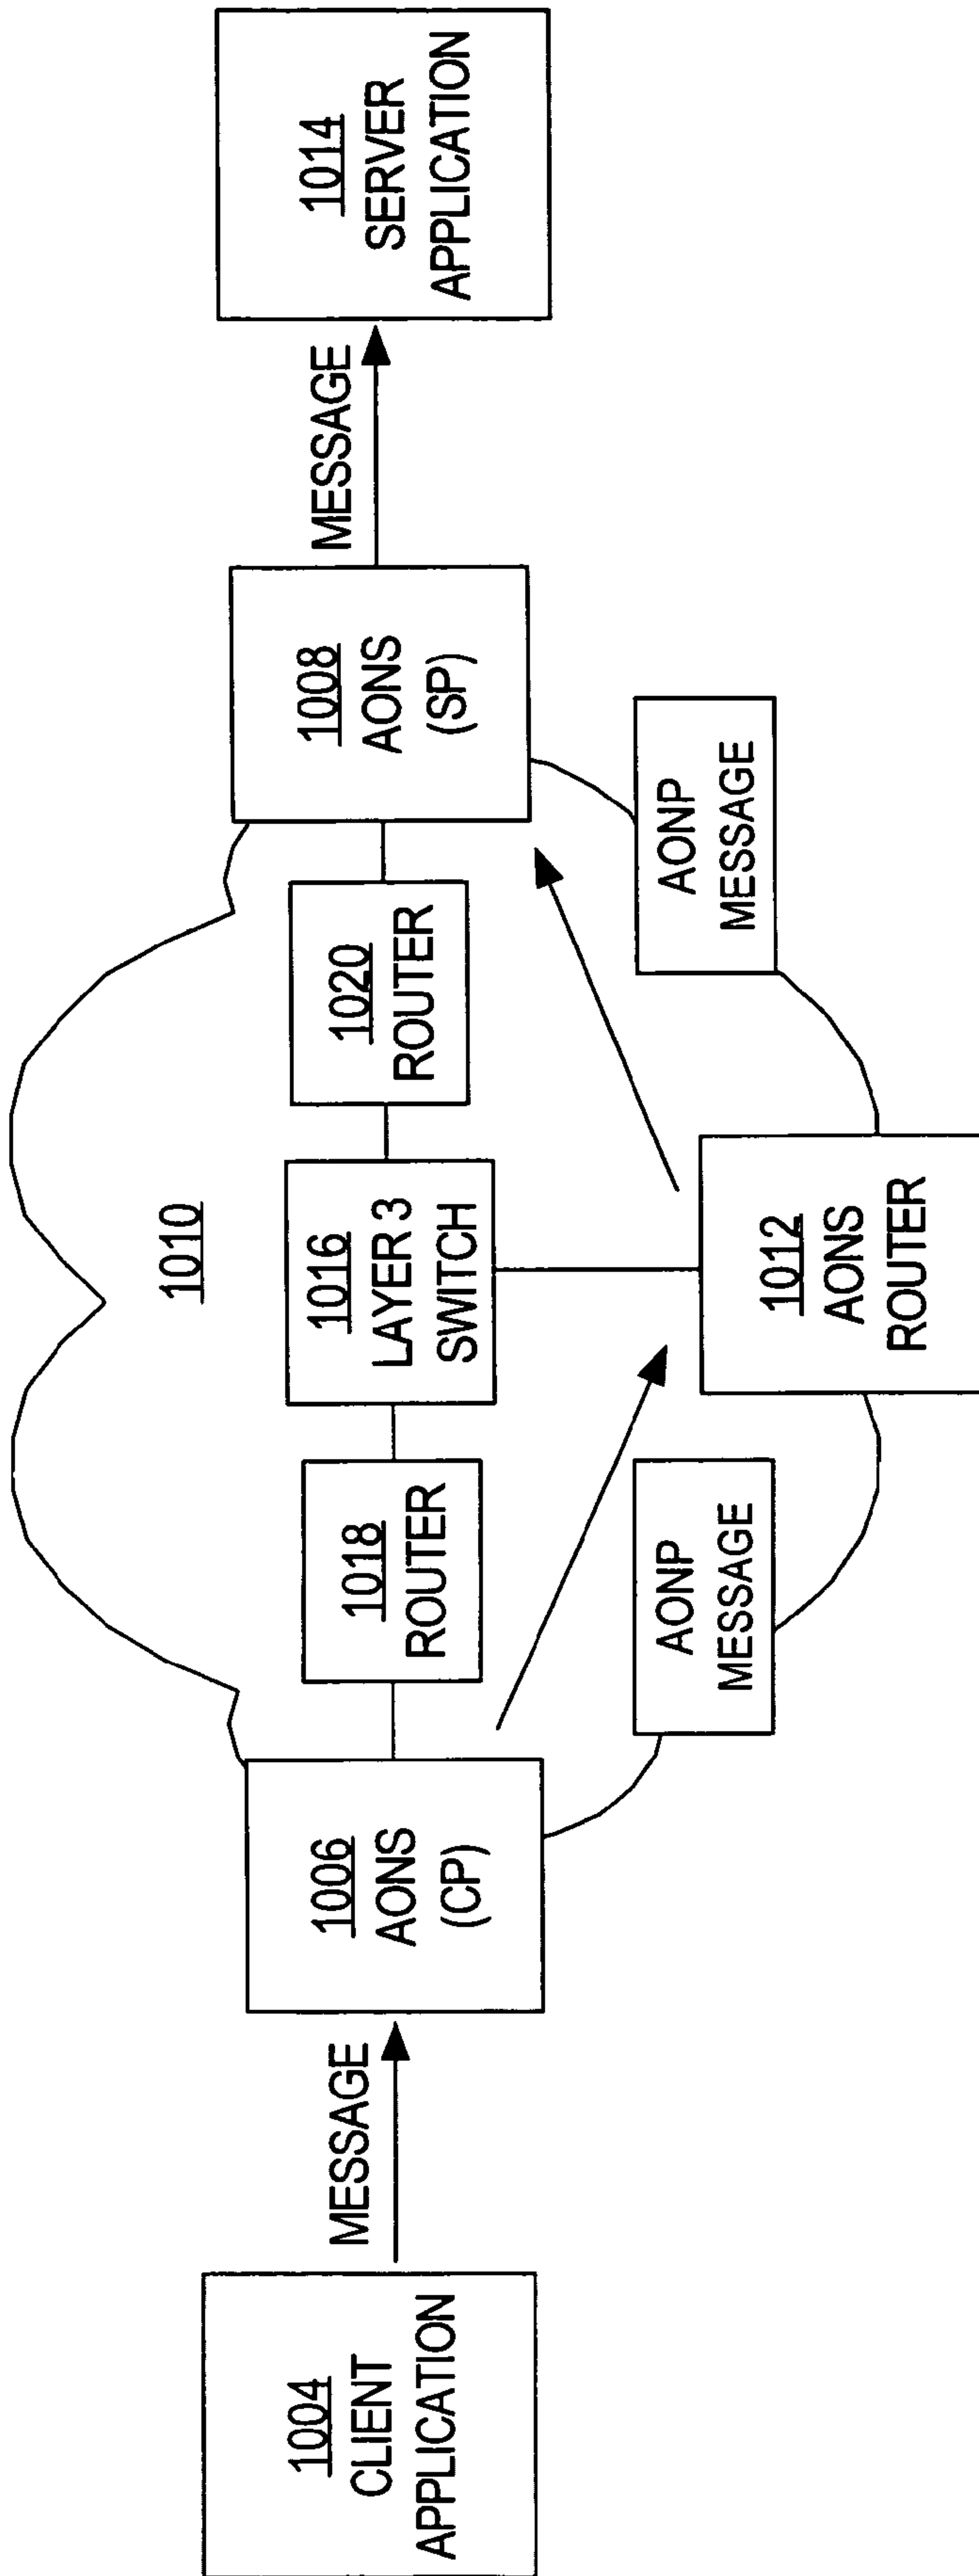 1010
1004
CLIENT
APPLICATION
MESSAGE
1006
AONS
(CP)
1018
ROUTER
1016
LAYER 3
SWITCH
1020
ROUTER
1008
AONS
(SP)
MESSAGE
1014
SERVER
APPLICATION
AONP
MESSAGE
1012
AONS
ROUTER
AONP
MESSAGE